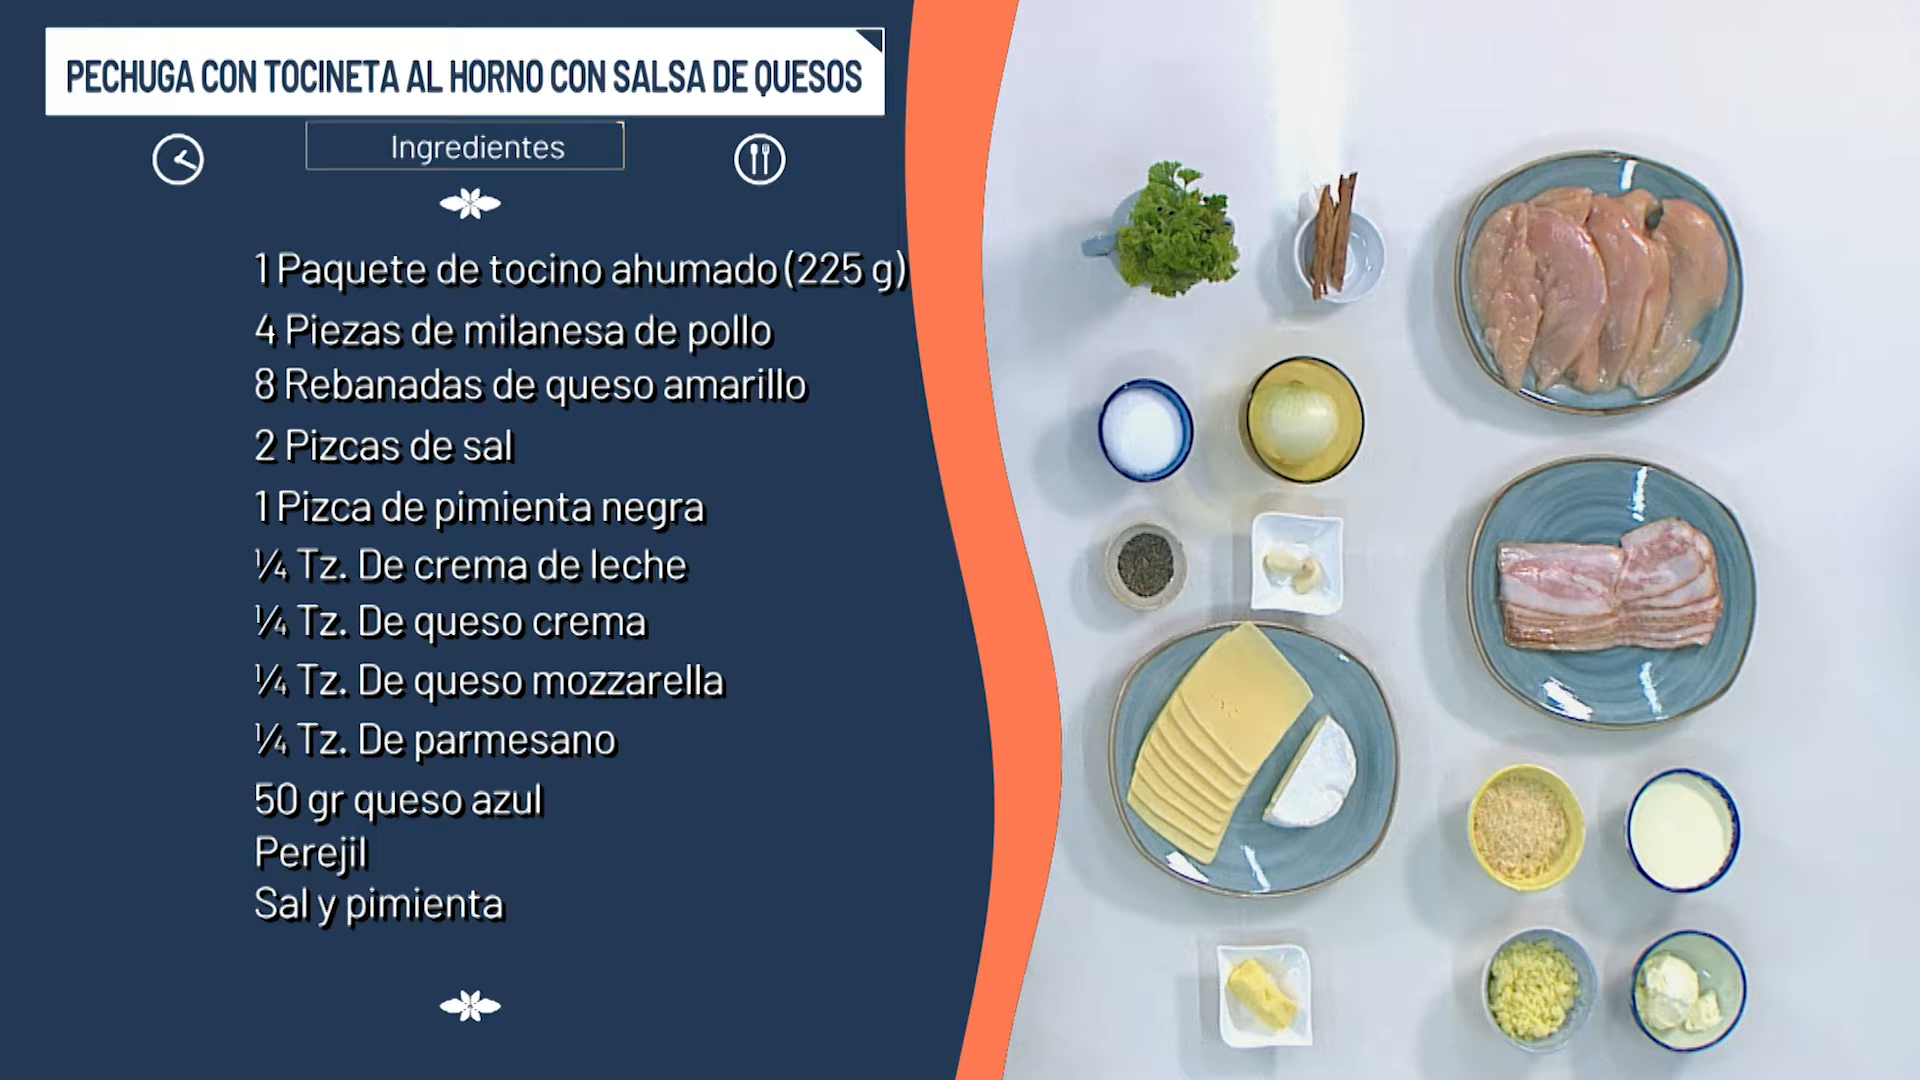 PECHUGA CON TOCINETA AL HORNO CON SALSA DE QUESOS
Ingredientes
1 Paquete de tocino ahumado (225 g)
4 Piezas de milanesa de pollo
8 Rebanadas de queso amarillo
2 Pizcas de sal
1 Pizca de pimienta negra
¼ Tz. De crema de leche
¼ Tz. De queso crema
¼ Tz. De queso mozzarella
¼ Tz. De parmesano
50 gr queso azul
Perejil
Sal y pimienta